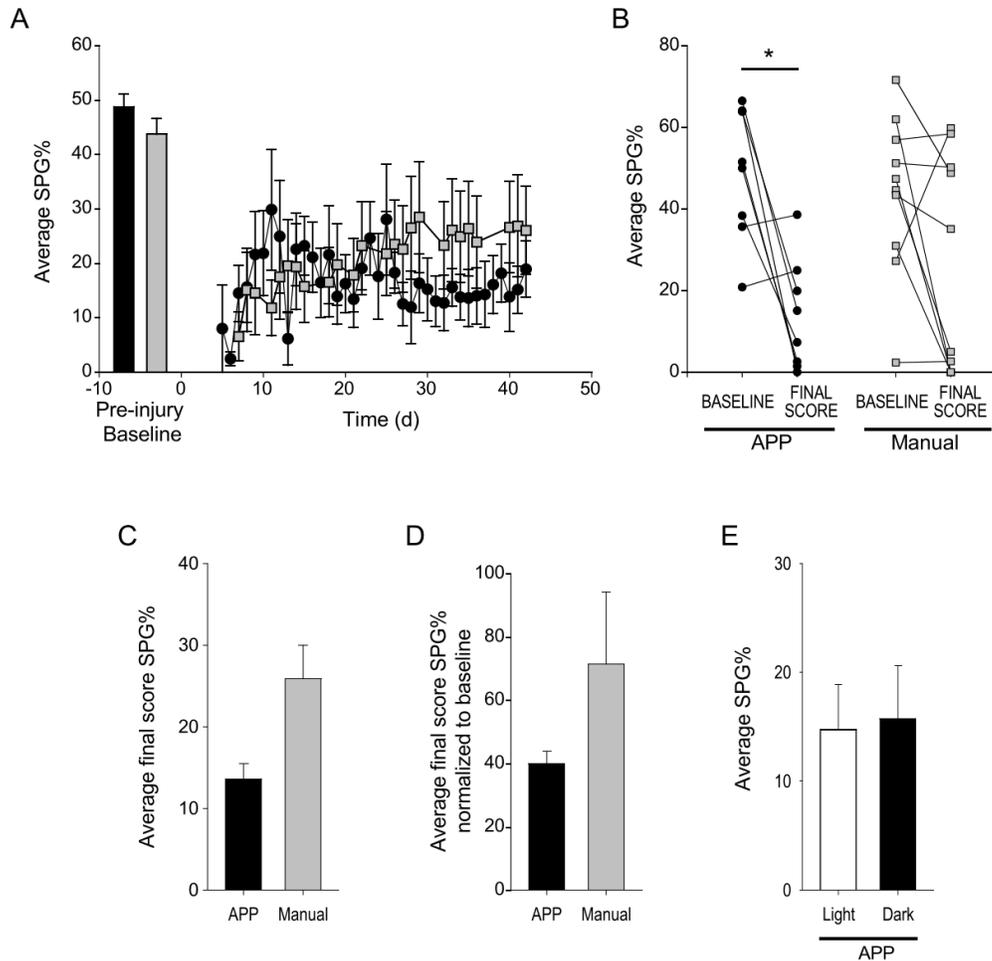 A
60
50
40
30
20
10
0
Average SPG%
-10
0
10
20
30
40
50
Pre-injury
Baseline
Time (d)
B
80
60
40
20
0
Average SPG%
*
BASELINE
FINAL
SCORE
BASELINE
FINAL
SCORE
APP
Manual
C
40
30
20
10
0
Average final score SPG%
APP
Manual
D
100
80
60
40
20
0
Average final score SPG%
normalized to baseline
APP
Manual
E
30
20
10
0
Average SPG%
Light
Dark
APP